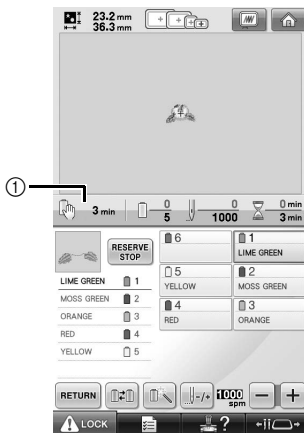 23.2 mm
36.3 mm
① 3 min 0 0 0 min
5 1000 3 min
RESERVE STOP
LIME GREEN 1
MOSS GREEN 2
ORANGE 3
RED 4
YELLOW 5
6 1
LIME GREEN
5 2
YELLOW MOSS GREEN
4 3
RED ORANGE
RETURN -/+ 1000 spm - +
LOCK ?